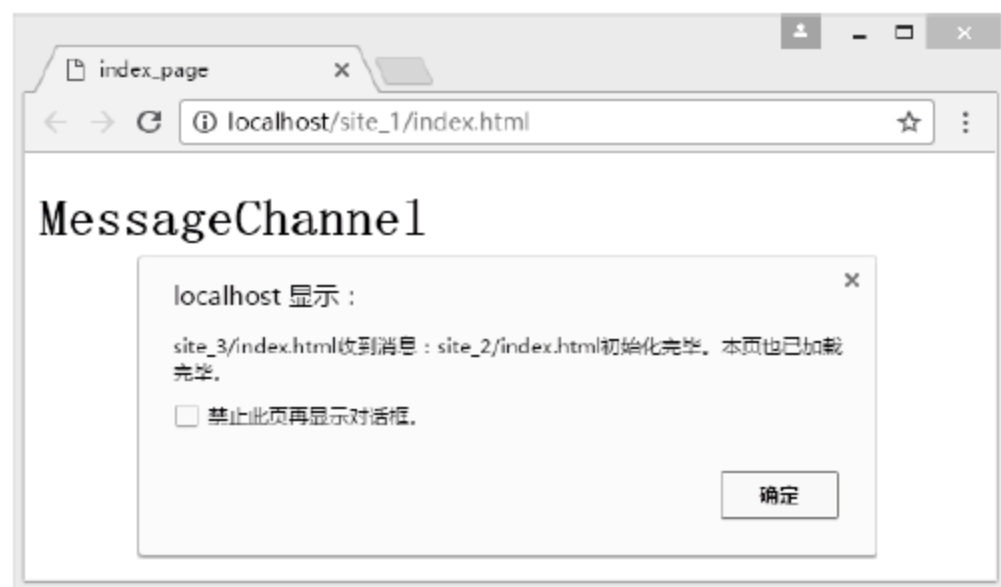 index_page
localhost/site_1/index.html
MessageChannel
localhost 显示：
site_3/index.html收到消息：site_2/index.html初始化完毕。本页也已加载
完毕。
禁止此页再显示对话框。
确定